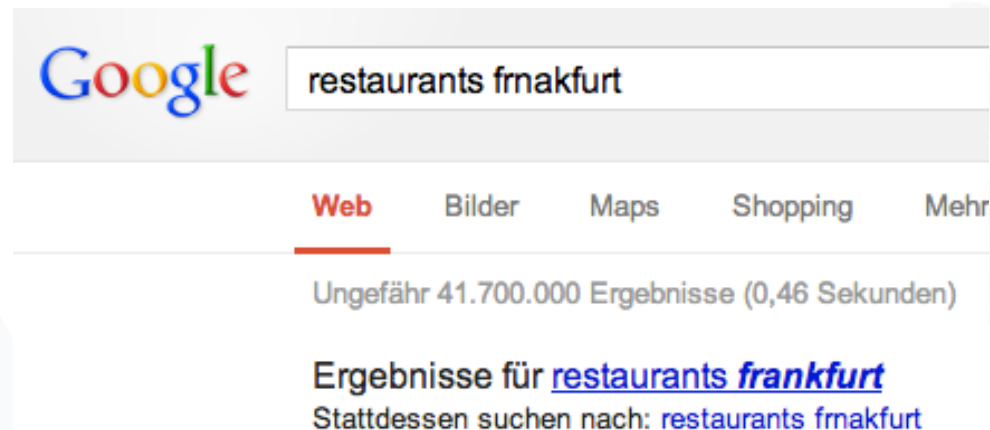 Google restaurants frnakfurt
Web Bilder Maps Shopping Mehr
Ungefähr 41.700.000 Ergebnisse (0,46 Sekunden)
Ergebnisse für restaurants frankfurt
Stattdessen suchen nach: restaurants frnakfurt